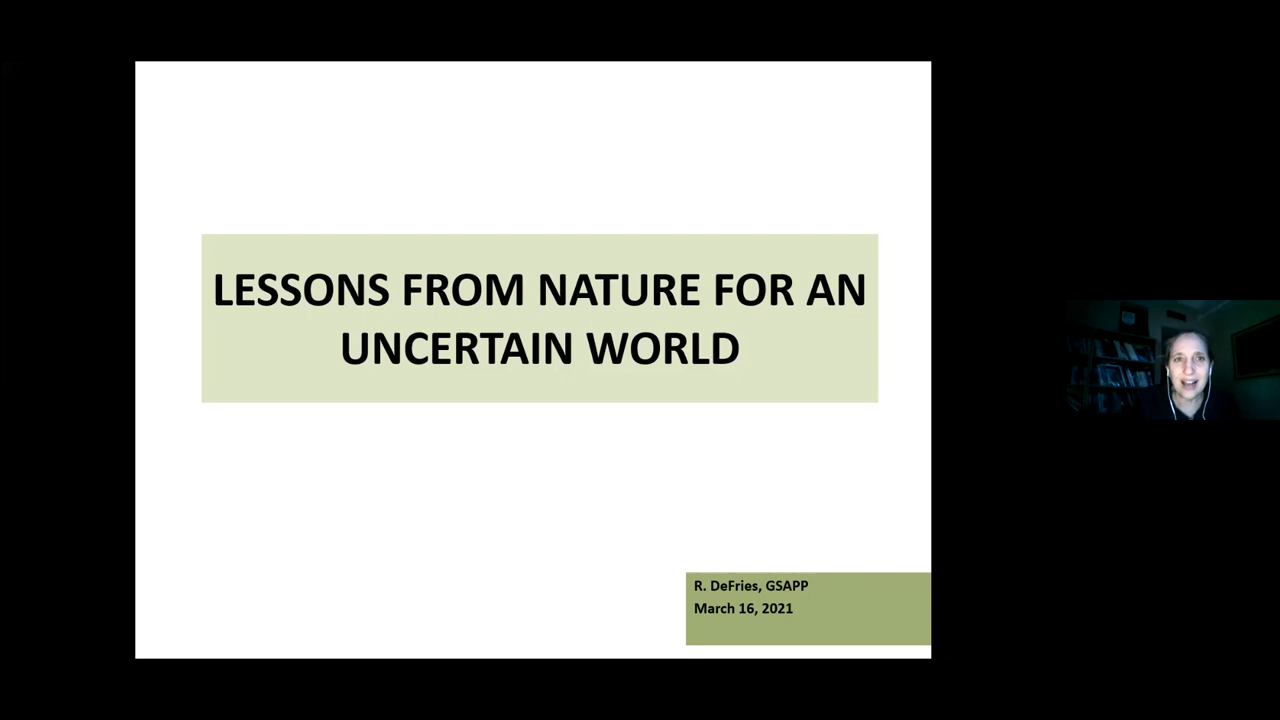 LESSONS FROM NATURE FOR AN
UNCERTAIN WORLD
R. DeFries, GSAPP
March 16, 2021